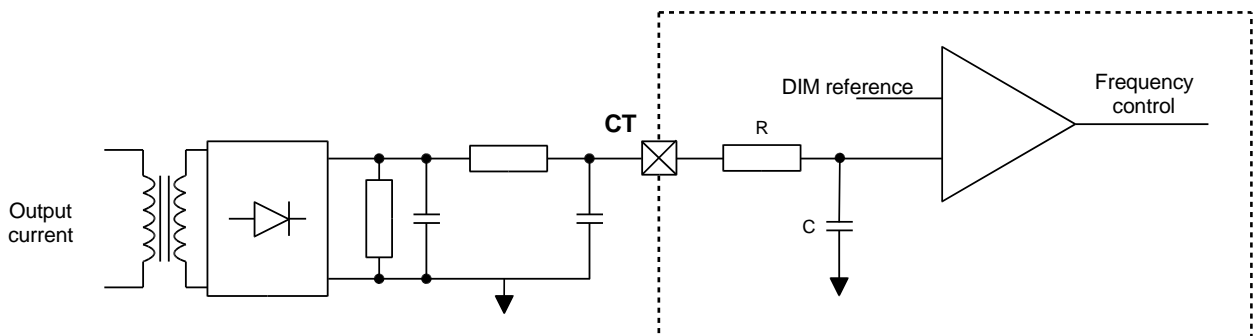 DIM reference
Frequency
control
CT
R
Output
current
C